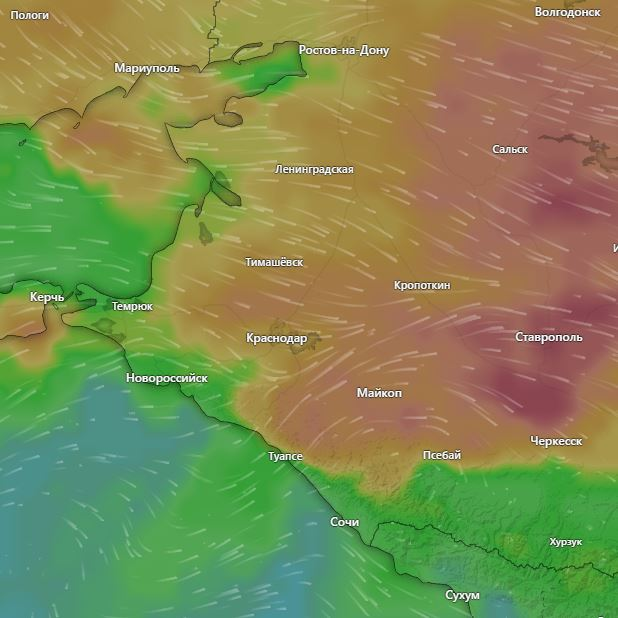 Пологи
Волгодонск
Ростов-на-Дону
Мариуполь
Сальск
Ленинградская
Тимашёвск
Кропоткин
Керчь
Темрюк
Краснодар
Ставрополь
Новороссийск
Майкоп
Черкесск
Туапсе
Псебай
Сочи
Хурзук
Сухум